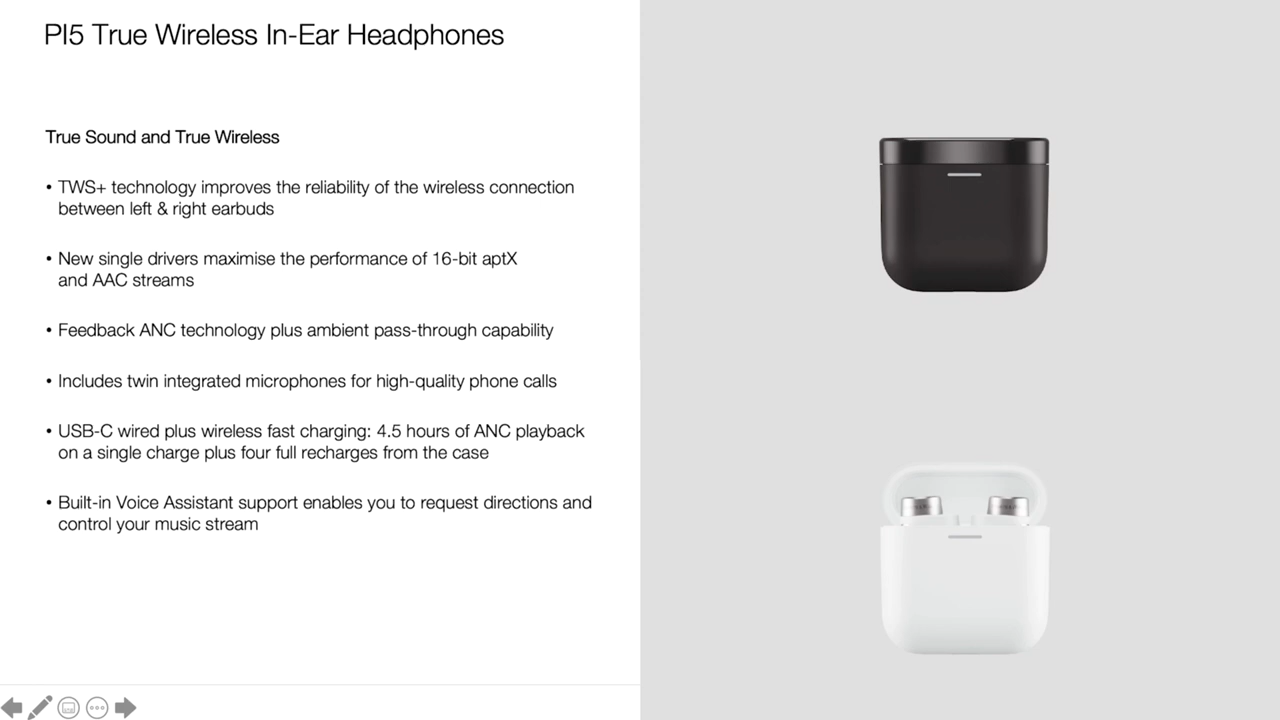 PI5 True Wireless In-Ear Headphones
True Sound and True Wireless
• TWS+ technology improves the reliability of the wireless connection
between left & right earbuds
• New single drivers maximise the performance of 16-bit aptX
and AAC streams
• Feedback ANC technology plus ambient pass-through capability
• Includes twin integrated microphones for high-quality phone calls
• USB-C wired plus wireless fast charging: 4.5 hours of ANC playback
on a single charge plus four full recharges from the case
• Built-in Voice Assistant support enables you to request directions and
control your music stream